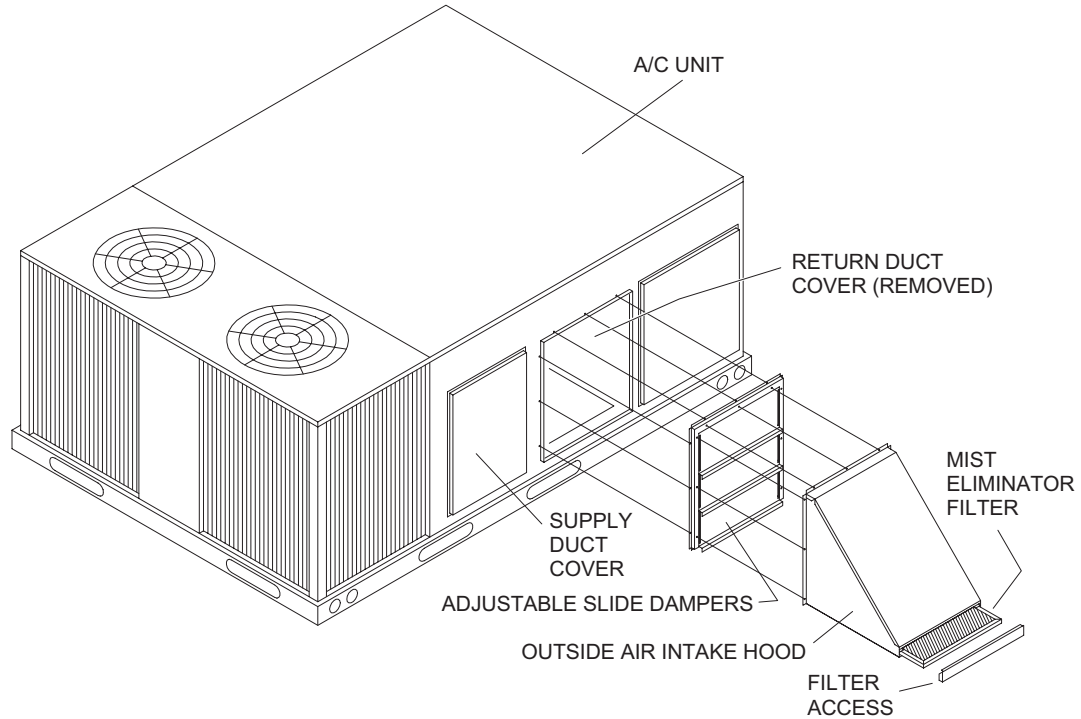 A/C UNIT
RETURN DUCT
COVER (REMOVED)
MIST
ELIMINATOR
FILTER
SUPPLY
DUCT
COVER
ADJUSTABLE SLIDE DAMPERS
OUTSIDE AIR INTAKE HOOD
FILTER
ACCESS